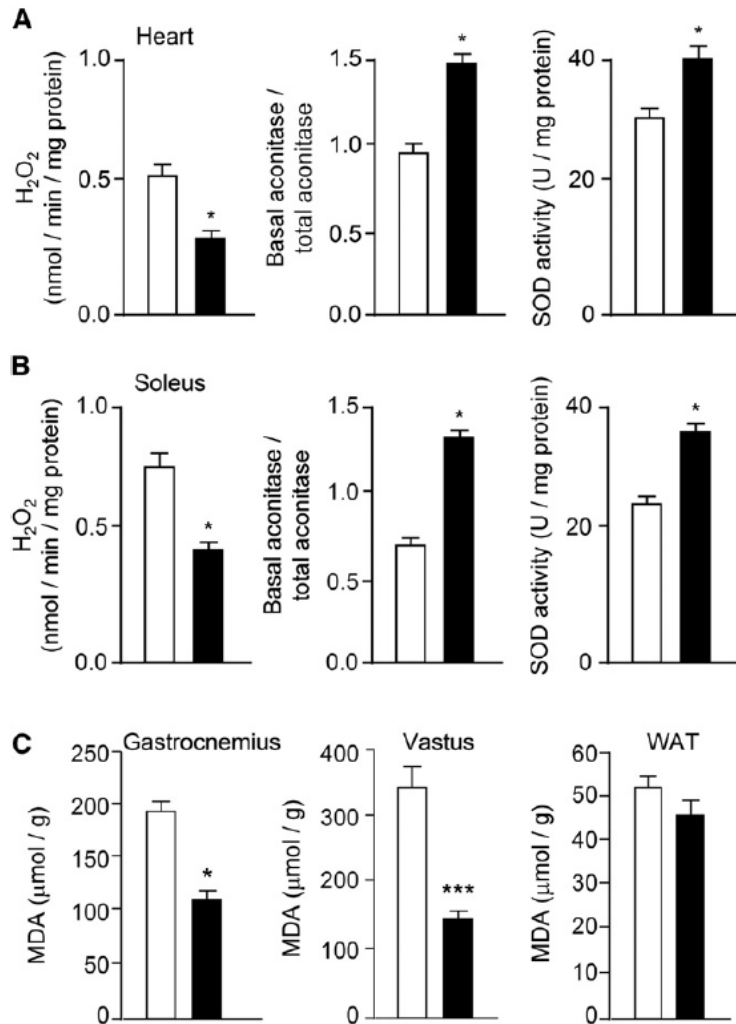 A
Heart
H₂O₂
(nmol / min / mg protein)
1.0
0.5
0.0
*
Basal aconitase /
total aconitase
1.5
1.0
0.5
0.0
*
SOD activity (U / mg protein)
40
20
0
*
B
Soleus
H₂O₂
(nmol / min / mg protein)
1.0
0.5
0.0
*
Basal aconitase /
total aconitase
1.5
1.0
0.5
0.0
*
SOD activity (U / mg protein)
40
20
0
*
C
Gastrocnemius
MDA (μmol / g)
250
200
150
100
50
0
*
Vastus
MDA (μmol / g)
400
300
200
100
0
***
WAT
MDA (μmol / g)
60
50
40
30
20
10
0